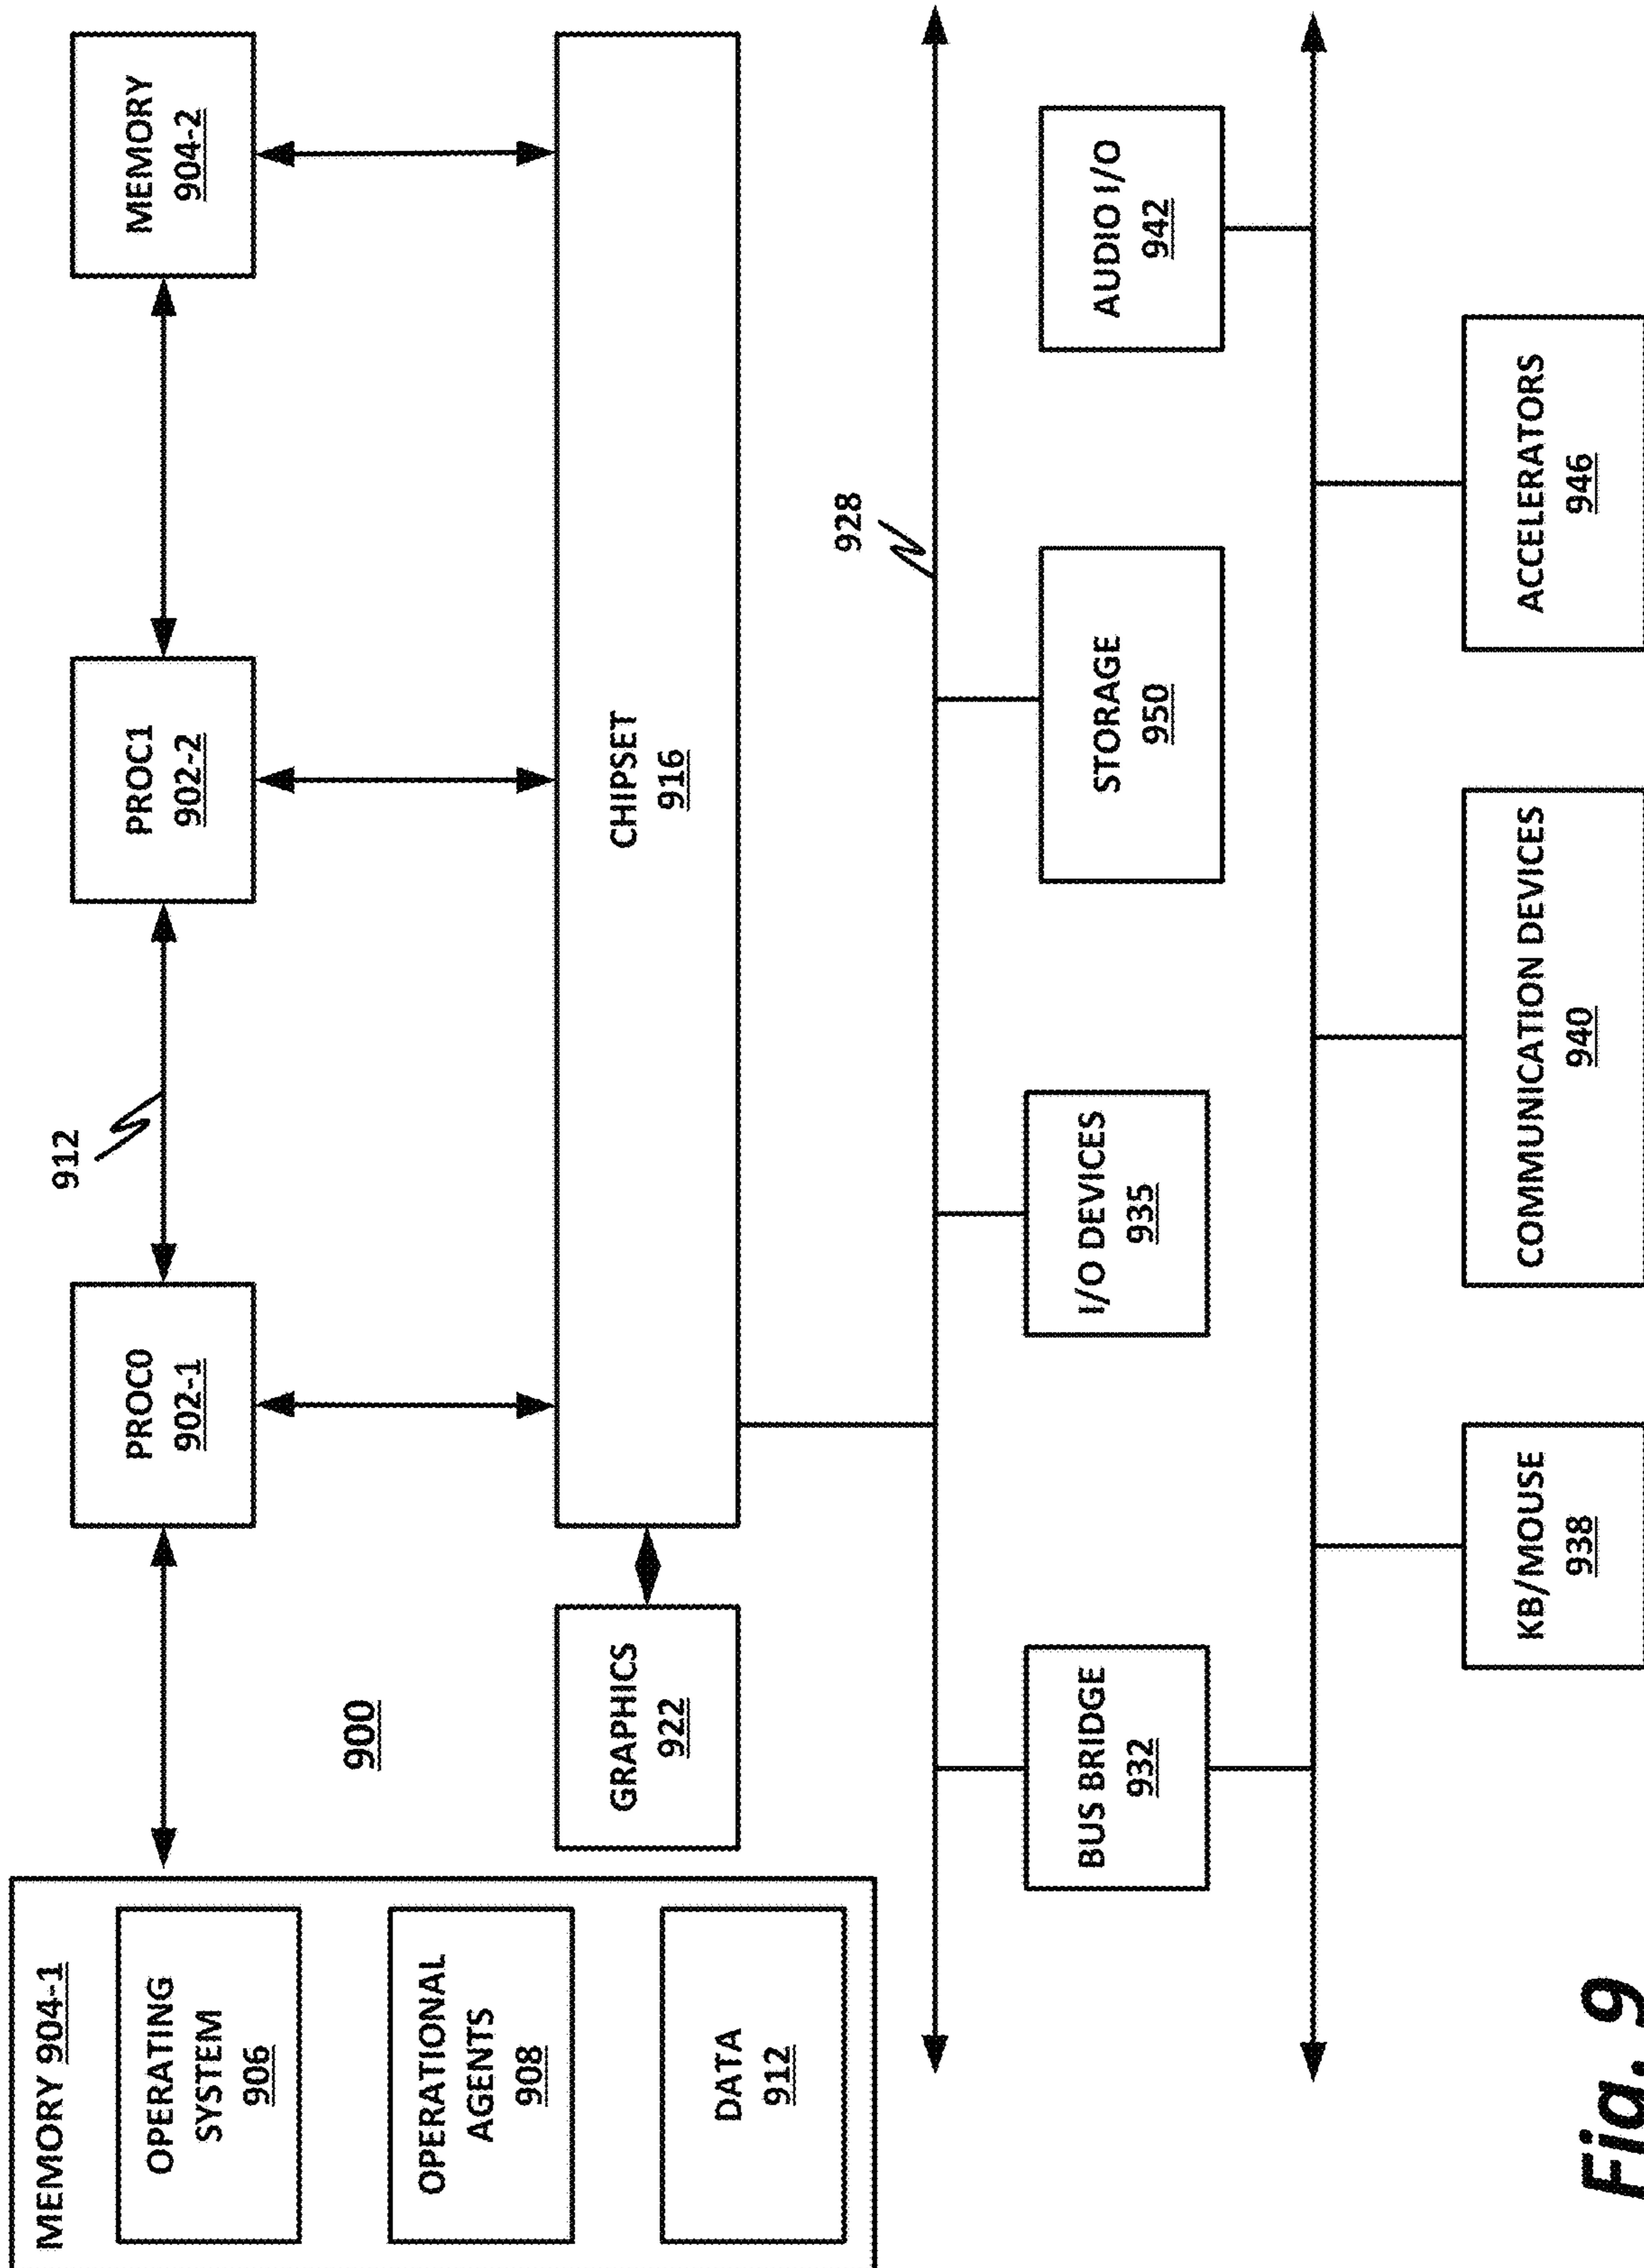 MEMORY 904-1
OPERATING
SYSTEM
906
OPERATIONAL
AGENTS
908
DATA
912
900
PROC0
902-1
912
PROC1
902-2
MEMORY
904-2
GRAPHICS
922
CHIPSET
916
928
BUS BRIDGE
932
I/O DEVICES
935
STORAGE
950
AUDIO I/O
942
KB/MOUSE
938
COMMUNICATION DEVICES
940
ACCELERATORS
946
Fig. 9